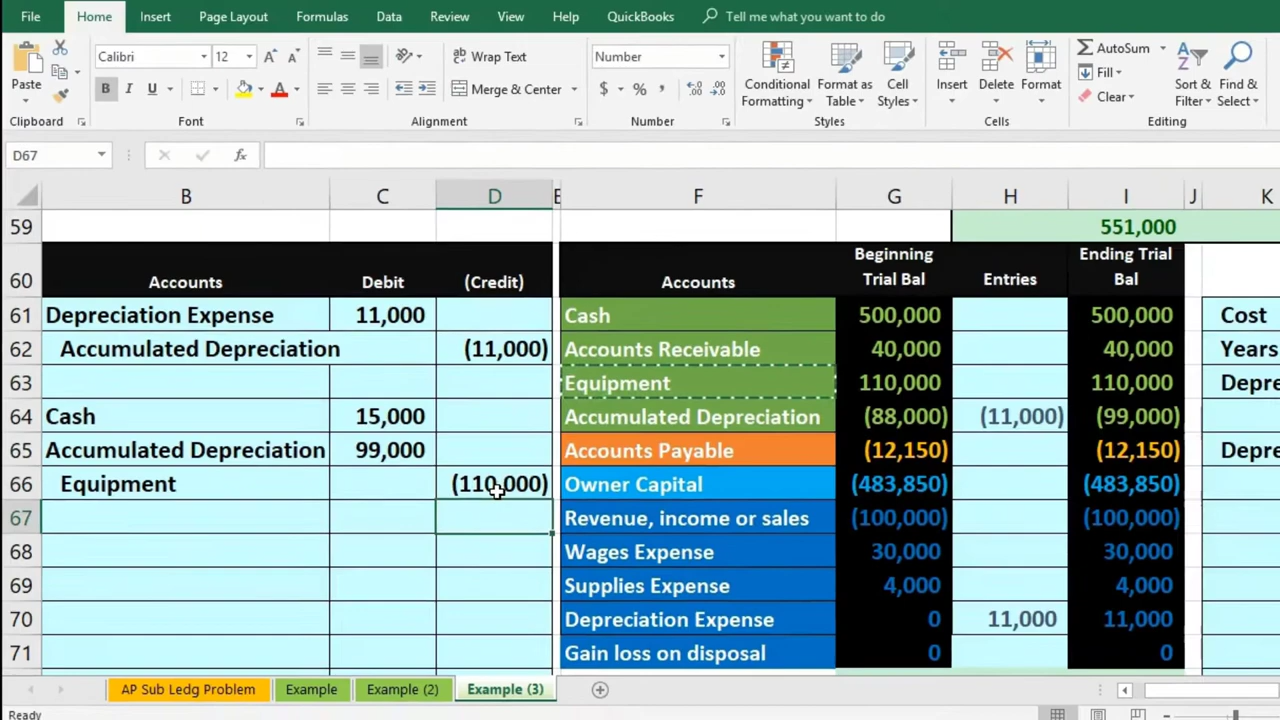 File Home Insert Page Layout Formulas Data Review View Help QuickBooks Tell me what you want to do
Paste
Calibri 12
B I U
Wrap Text
Merge & Center
Number
$ % ,
Conditional Formatting
Format as Table
Cell Styles
Insert Delete Format
AutoSum
Fill
Clear
Sort & Filter
Find & Select
Clipboard Font Alignment Number Styles Cells Editing
D67 fx
B C D E F G H I J K
59 551,000
60 Accounts Debit (Credit) Accounts Beginning Trial Bal Entries Ending Trial Bal
61 Depreciation Expense 11,000 Cash 500,000 500,000 Cost
62 Accumulated Depreciation (11,000) Accounts Receivable 40,000 40,000 Years
63 Equipment 110,000 110,000 Depre
64 Cash 15,000 Accumulated Depreciation (88,000) (11,000) (99,000)
65 Accumulated Depreciation 99,000 Accounts Payable (12,150) (12,150) Depre
66 Equipment (110,000) Owner Capital (483,850) (483,850)
67 Revenue, income or sales (100,000) (100,000)
68 Wages Expense 30,000 30,000
69 Supplies Expense 4,000 4,000
70 Depreciation Expense 0 11,000 11,000
71 Gain loss on disposal 0 0
AP Sub Ledg Problem Example Example (2) Example (3)
Ready